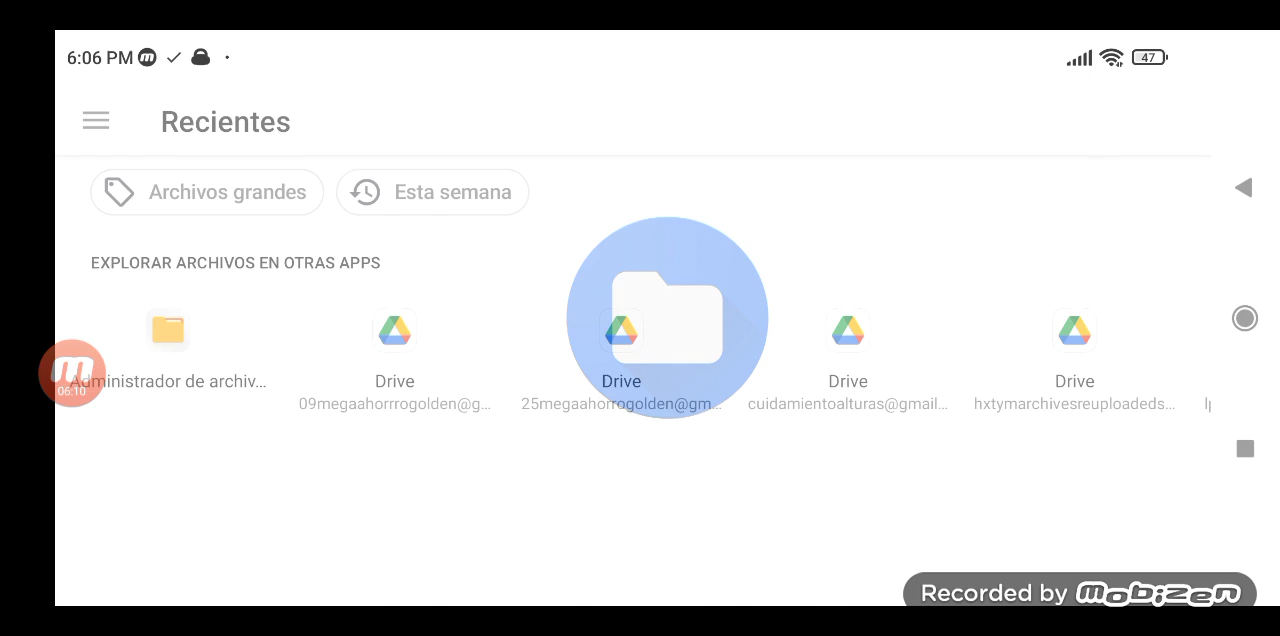 6:06 PM
47
Recientes
Archivos grandes
Esta semana
EXPLORAR ARCHIVOS EN OTRAS APPS
06:10
Administrador de archiv...
Drive
09megaahorrrogolden@g...
Drive
25megaahorrogolden@gm...
Drive
cuidamientoalturas@gmail...
Drive
hxtymarchivesreuploadeds...
Recorded by mobizen